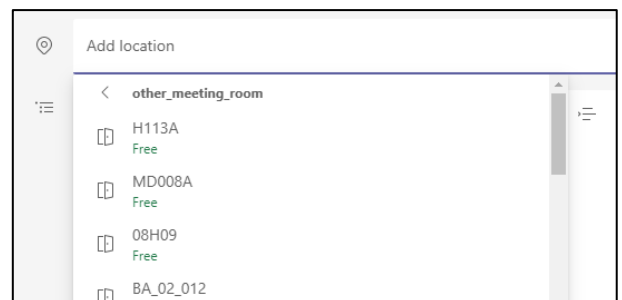 Add location
other_meeting_room
H113A
Free
MD008A
Free
08H09
Free
BA_02_012